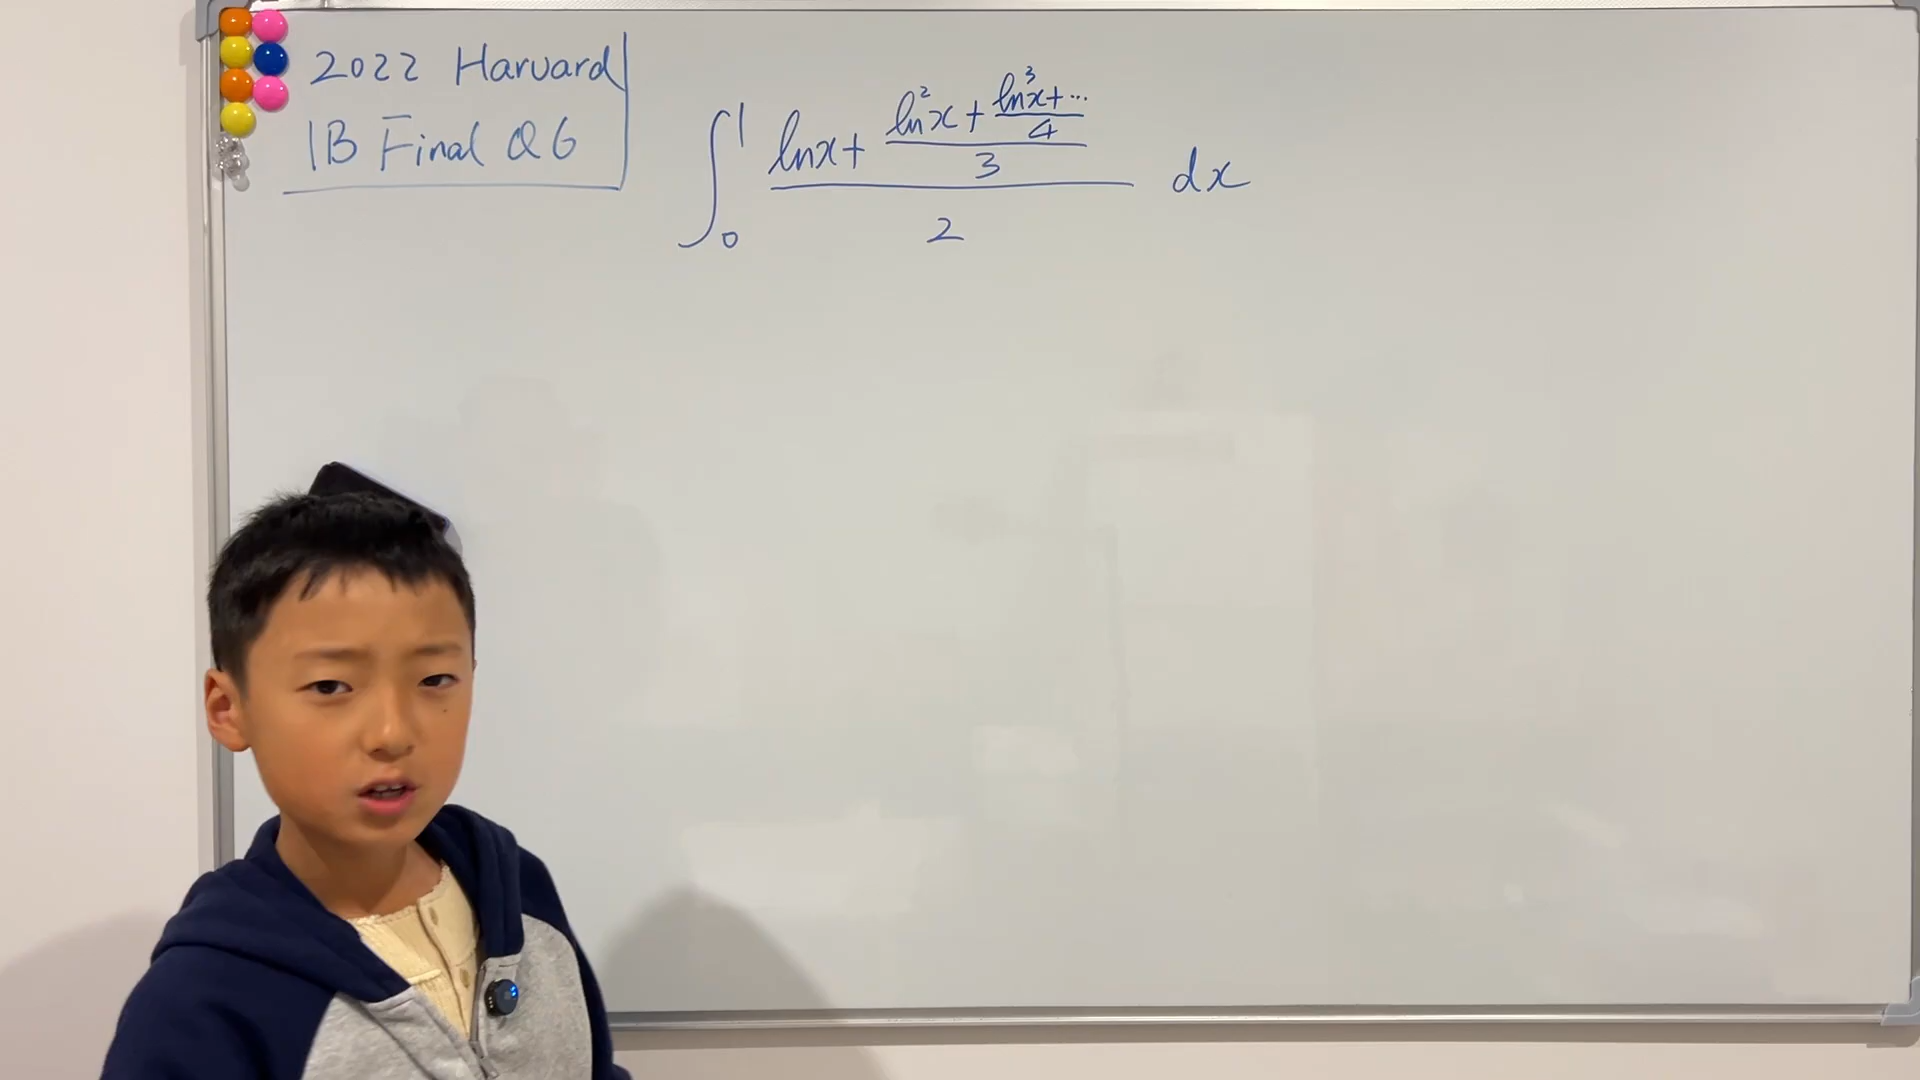 2022 Harvard
IB Final Q6
∫₀¹ (ln x + (ln²x + (ln³x + ⋯)/4)/3)/2 dx